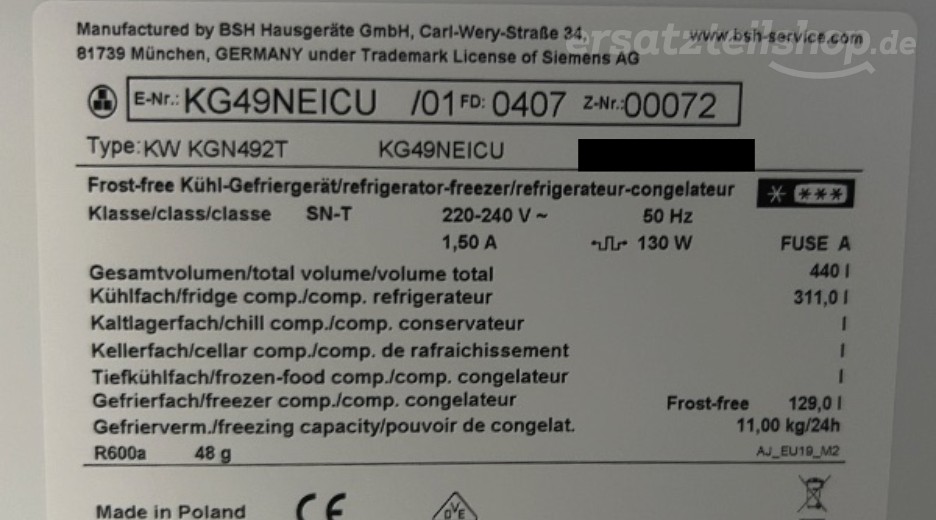 Manufactured by BSH Hausgeräte GmbH, Carl-Wery-Straße 34, www.bsh-service.com
81739 München, GERMANY under Trademark License of Siemens AG
ersatzteilshop.de
E-Nr.: KG49NEICU /01 FD: 0407 Z-Nr.: 00072
Type: KW KGN492T KG49NEICU
Frost-free Kühl-Gefriergerät/refrigerator-freezer/refrigerateur-congelateur * ***
Klasse/class/classe SN-T 220-240 V ~ 50 Hz
1,50 A 130 W FUSE A
Gesamtvolumen/total volume/volume total 440 l
Kühlfach/fridge comp./comp. refrigerateur 311,0 l
Kaltlagerfach/chill comp./comp. conservateur l
Kellerfach/cellar comp./comp. de rafraichissement l
Tiefkühlfach/frozen-food comp./comp. congelateur l
Gefrierfach/freezer comp./comp. congelateur Frost-free 129,0 l
Gefrierverm./freezing capacity/pouvoir de congelat. 11,00 kg/24h
R600a 48 g AJ_EU19_M2
Made in Poland CE DVE